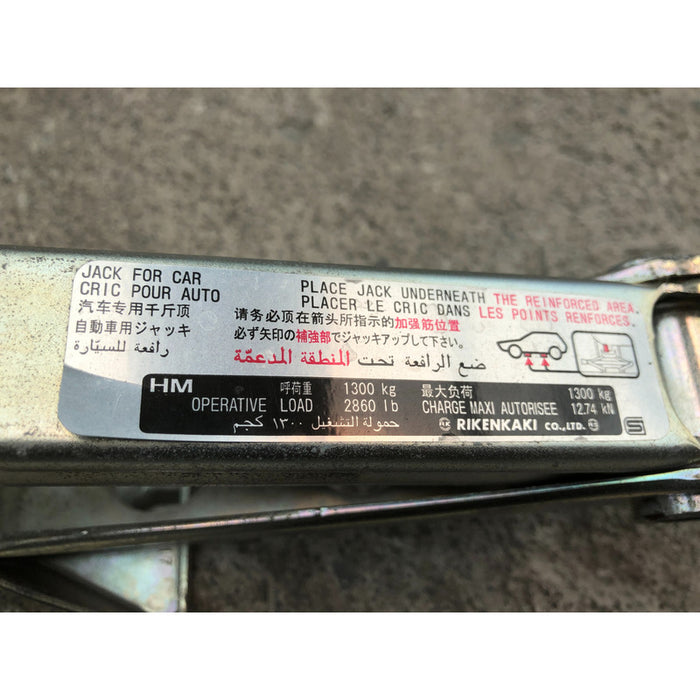 JACK FOR CAR
CRIC POUR AUTO
汽车专用千斤顶
自動車用ジャッキ
رافعة للسيّارة
PLACE JACK UNDERNEATH THE REINFORCED AREA.
PLACER LE CRIC DANS LES POINTS RENFORCES.
请务必须在箭头所指示的加强筋位置
必ず矢印の補強部でジャッキアップして下さい。
ضع الرافعة تحت المنطقة المدعمّة
HM 呼荷重 1300 kg 最大负荷 1300 kg
OPERATIVE LOAD 2860 lb CHARGE MAXI AUTORISEE 12.74 kN
حمولة التشغيل ١٣٠٠ كجم RIKENKAKI CO.,LTD. S